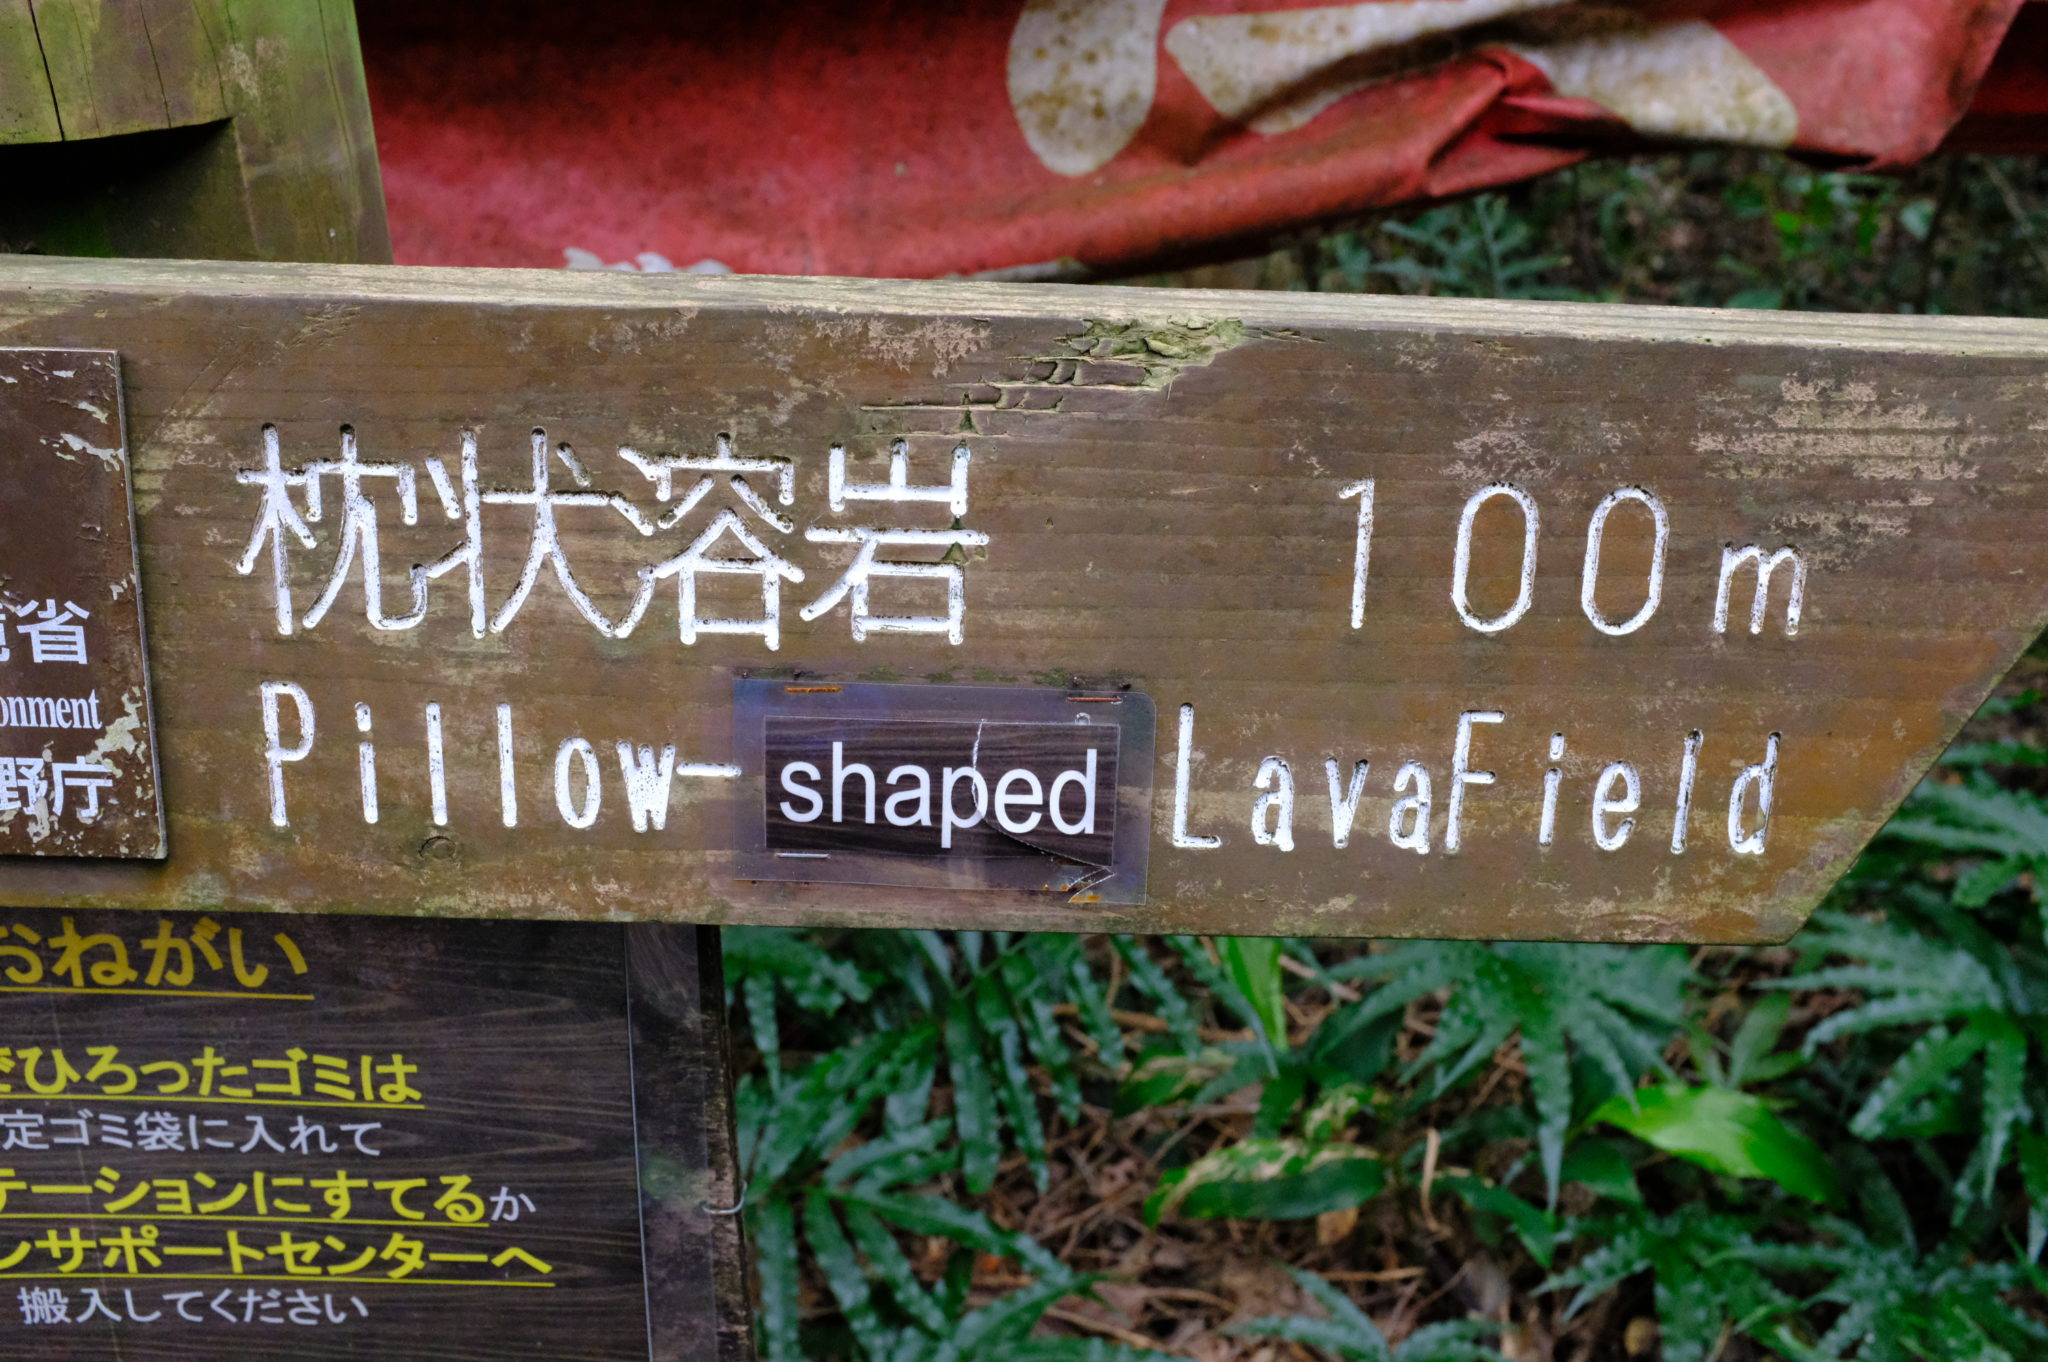 枕状溶岩 100m
Pillow-shaped LavaField
省
onment
野庁
おねがい
でひろったゴミは
定ゴミ袋に入れて
テーションにすてるか
ンサポートセンターへ
搬入してください